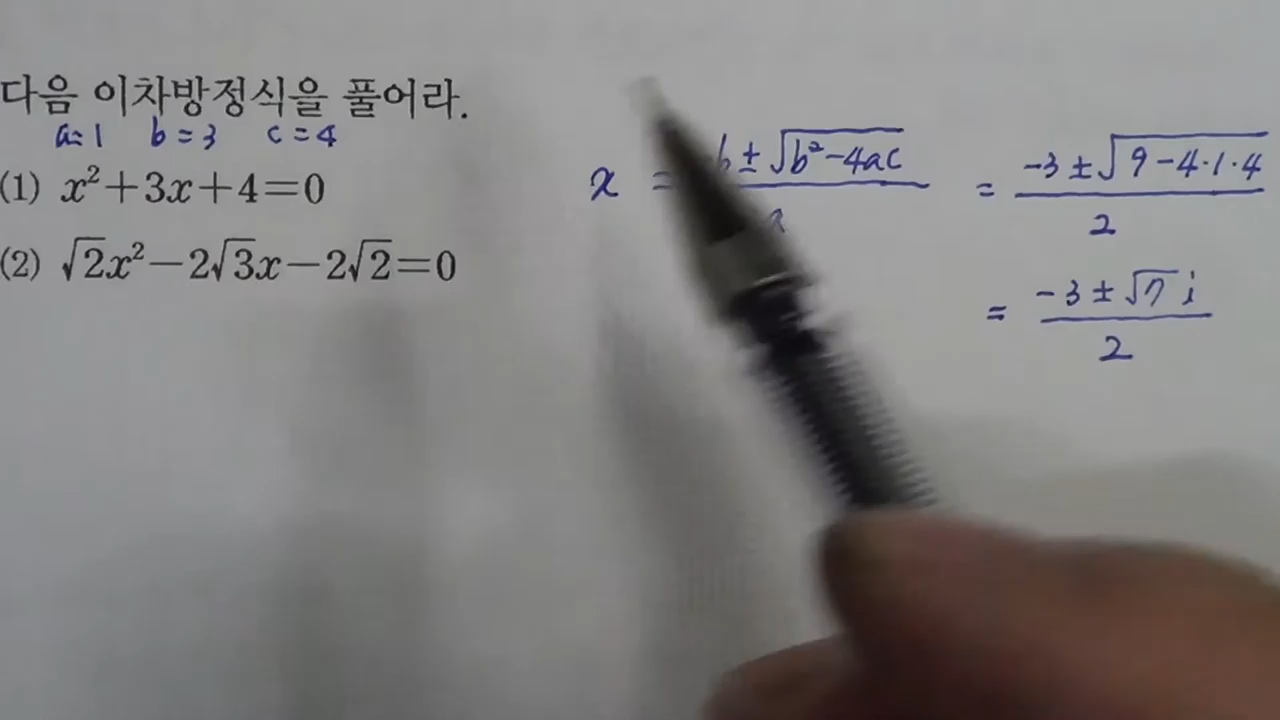 다음 이차방정식을 풀어라.
a=1 b=3 c=4
(1) x²+3x+4=0
(2) √2x²−2√3x−2√2=0
x = b ± √(b²−4ac)
= (−3 ± √(9−4·1·4)) / 2
= (−3 ± √7 i) / 2